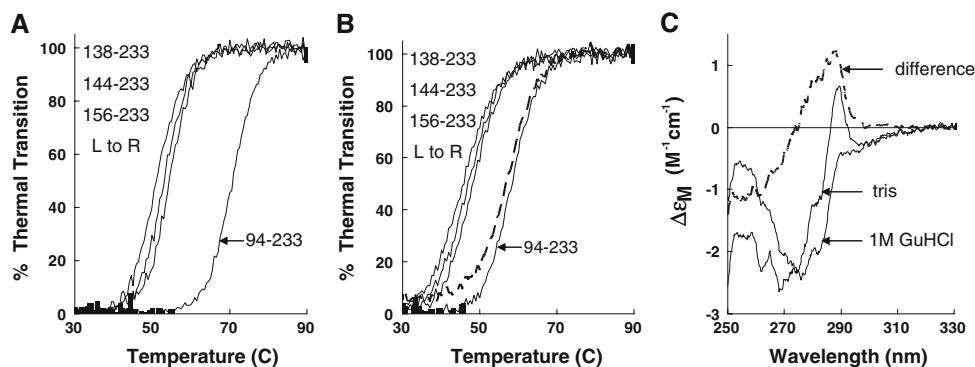 A
% Thermal Transition
100
80
60
40
20
0
138-233
144-233
156-233
L to R
94-233
30
50
70
90
Temperature (C)
B
% Thermal Transition
100
80
60
40
20
0
138-233
144-233
156-233
L to R
94-233
30
50
70
90
Temperature (C)
C
ΔεM (M-1cm-1)
1
0
-1
-2
-3
difference
tris
1M GuHCl
250
270
290
310
330
Wavelength (nm)